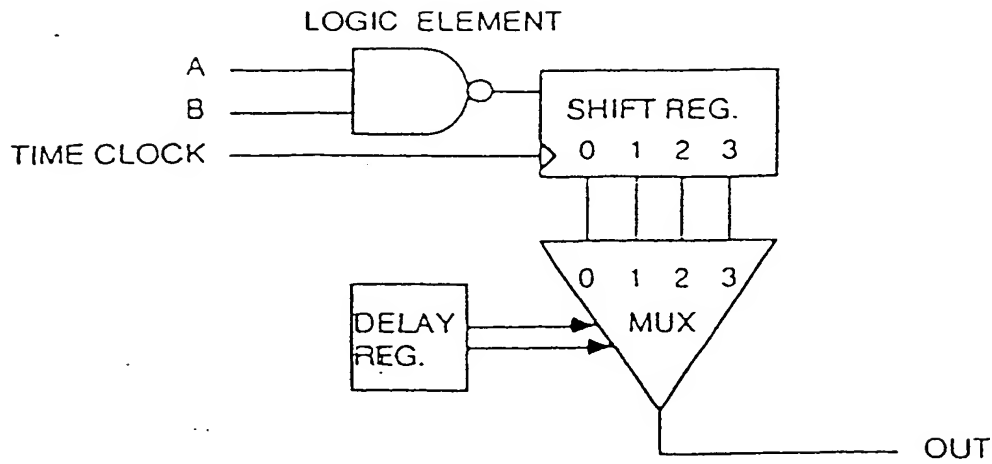 LOGIC ELEMENT
A
B
TIME CLOCK
SHIFT REG.
0 1 2 3
0 1 2 3
MUX
DELAY
REG.
OUT